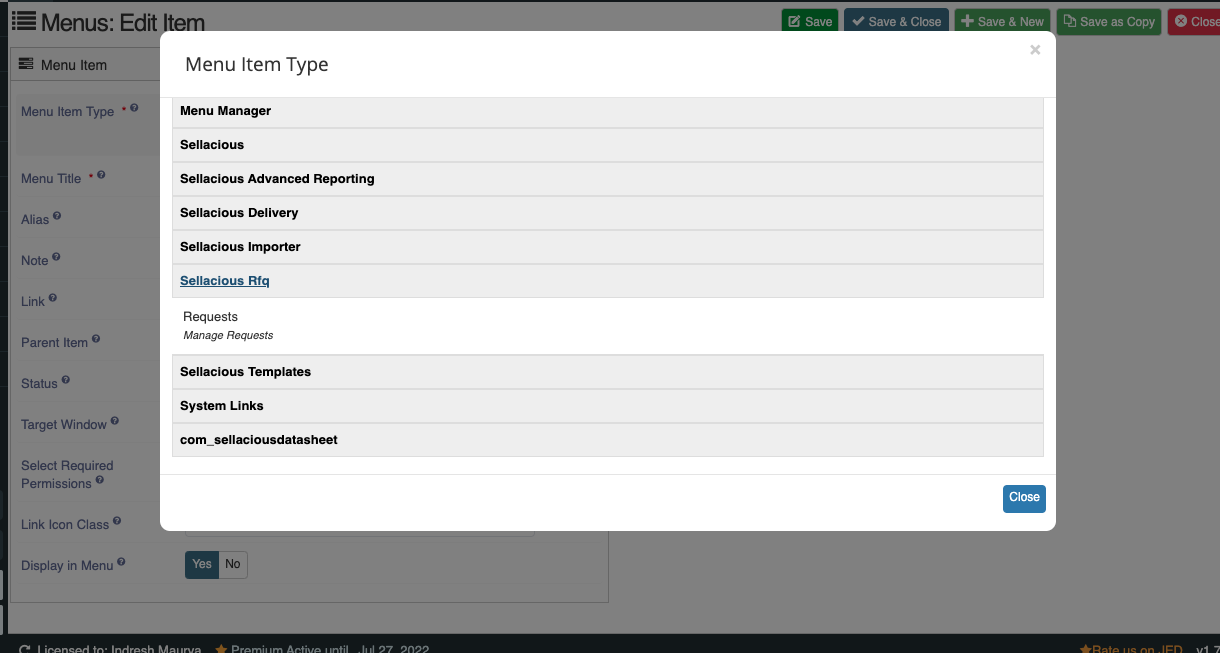 Menus: Edit Item
Save
Save & Close
Save & New
Save as Copy
Close
Menu Item
Menu Item Type *
Menu Title *
Alias
Note
Link
Parent Item
Status
Target Window
Select Required
Permissions
Link Icon Class
Display in Menu
Yes No
Menu Item Type
×
Menu Manager
Sellacious
Sellacious Advanced Reporting
Sellacious Delivery
Sellacious Importer
Sellacious Rfq
Requests
Manage Requests
Sellacious Templates
System Links
com_sellaciousdatasheet
Close
Licensed to: Indresh Maurya
Premium Active until Jul 27, 2022
Rate us on JED
v1.7